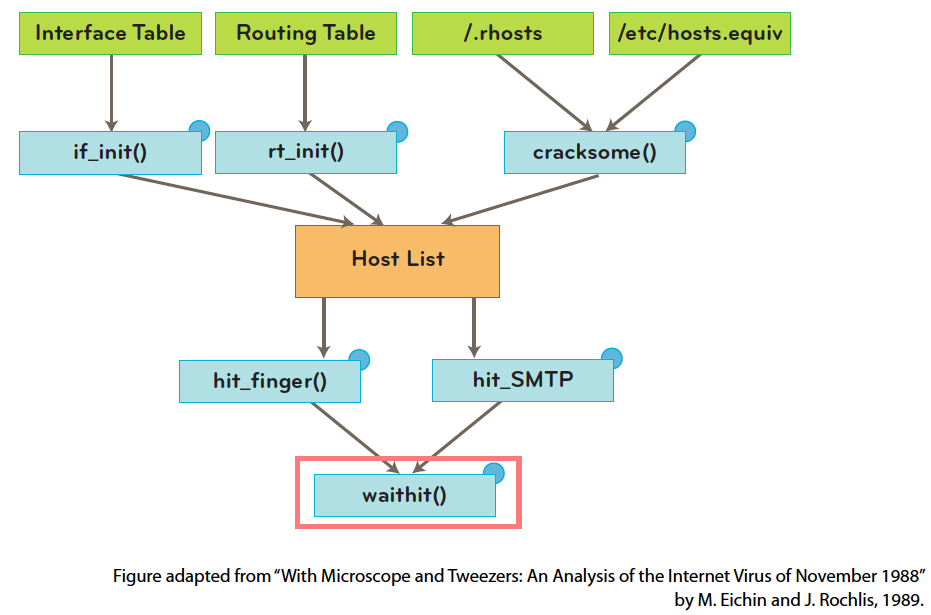 Interface Table
Routing Table
/.rhosts
/etc/hosts.equiv
if_init()
rt_init()
cracksome()
Host List
hit_finger()
hit_SMTP
waithit()
Figure adapted from “With Microscope and Tweezers: An Analysis of the Internet Virus of November 1988”
by M. Eichin and J. Rochlis, 1989.